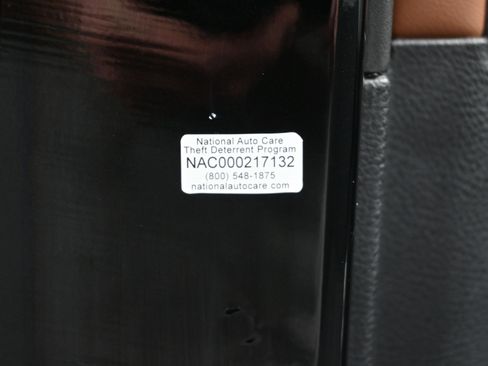 National Auto Care
Theft Deterrent Program
NAC000217132
(800) 548-1875
nationalautocare.com